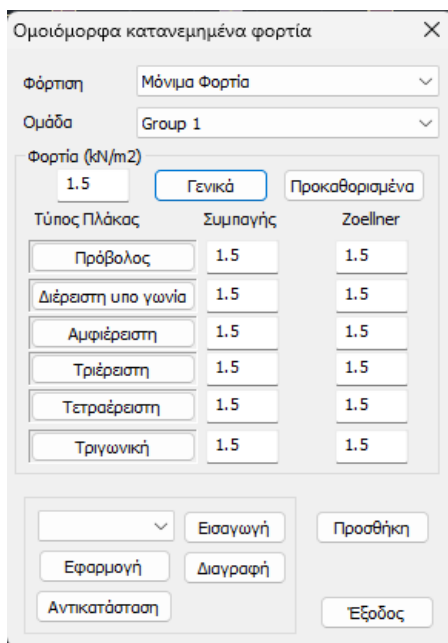 Ομοιόμορφα κατανεμημένα φορτία
Φόρτιση Μόνιμα Φορτία
Ομάδα Group 1
Φορτία (kN/m2)
1.5 Γενικά Προκαθορισμένα
Τύπος Πλάκας Συμπαγής Zoellner
Πρόβολος 1.5 1.5
Διέρειστη υπο γωνία 1.5 1.5
Αμφιέρειστη 1.5 1.5
Τριέρειστη 1.5 1.5
Τετραέρειστη 1.5 1.5
Τριγωνική 1.5 1.5
Εισαγωγή Προσθήκη
Εφαρμογή Διαγραφή
Αντικατάσταση Έξοδος